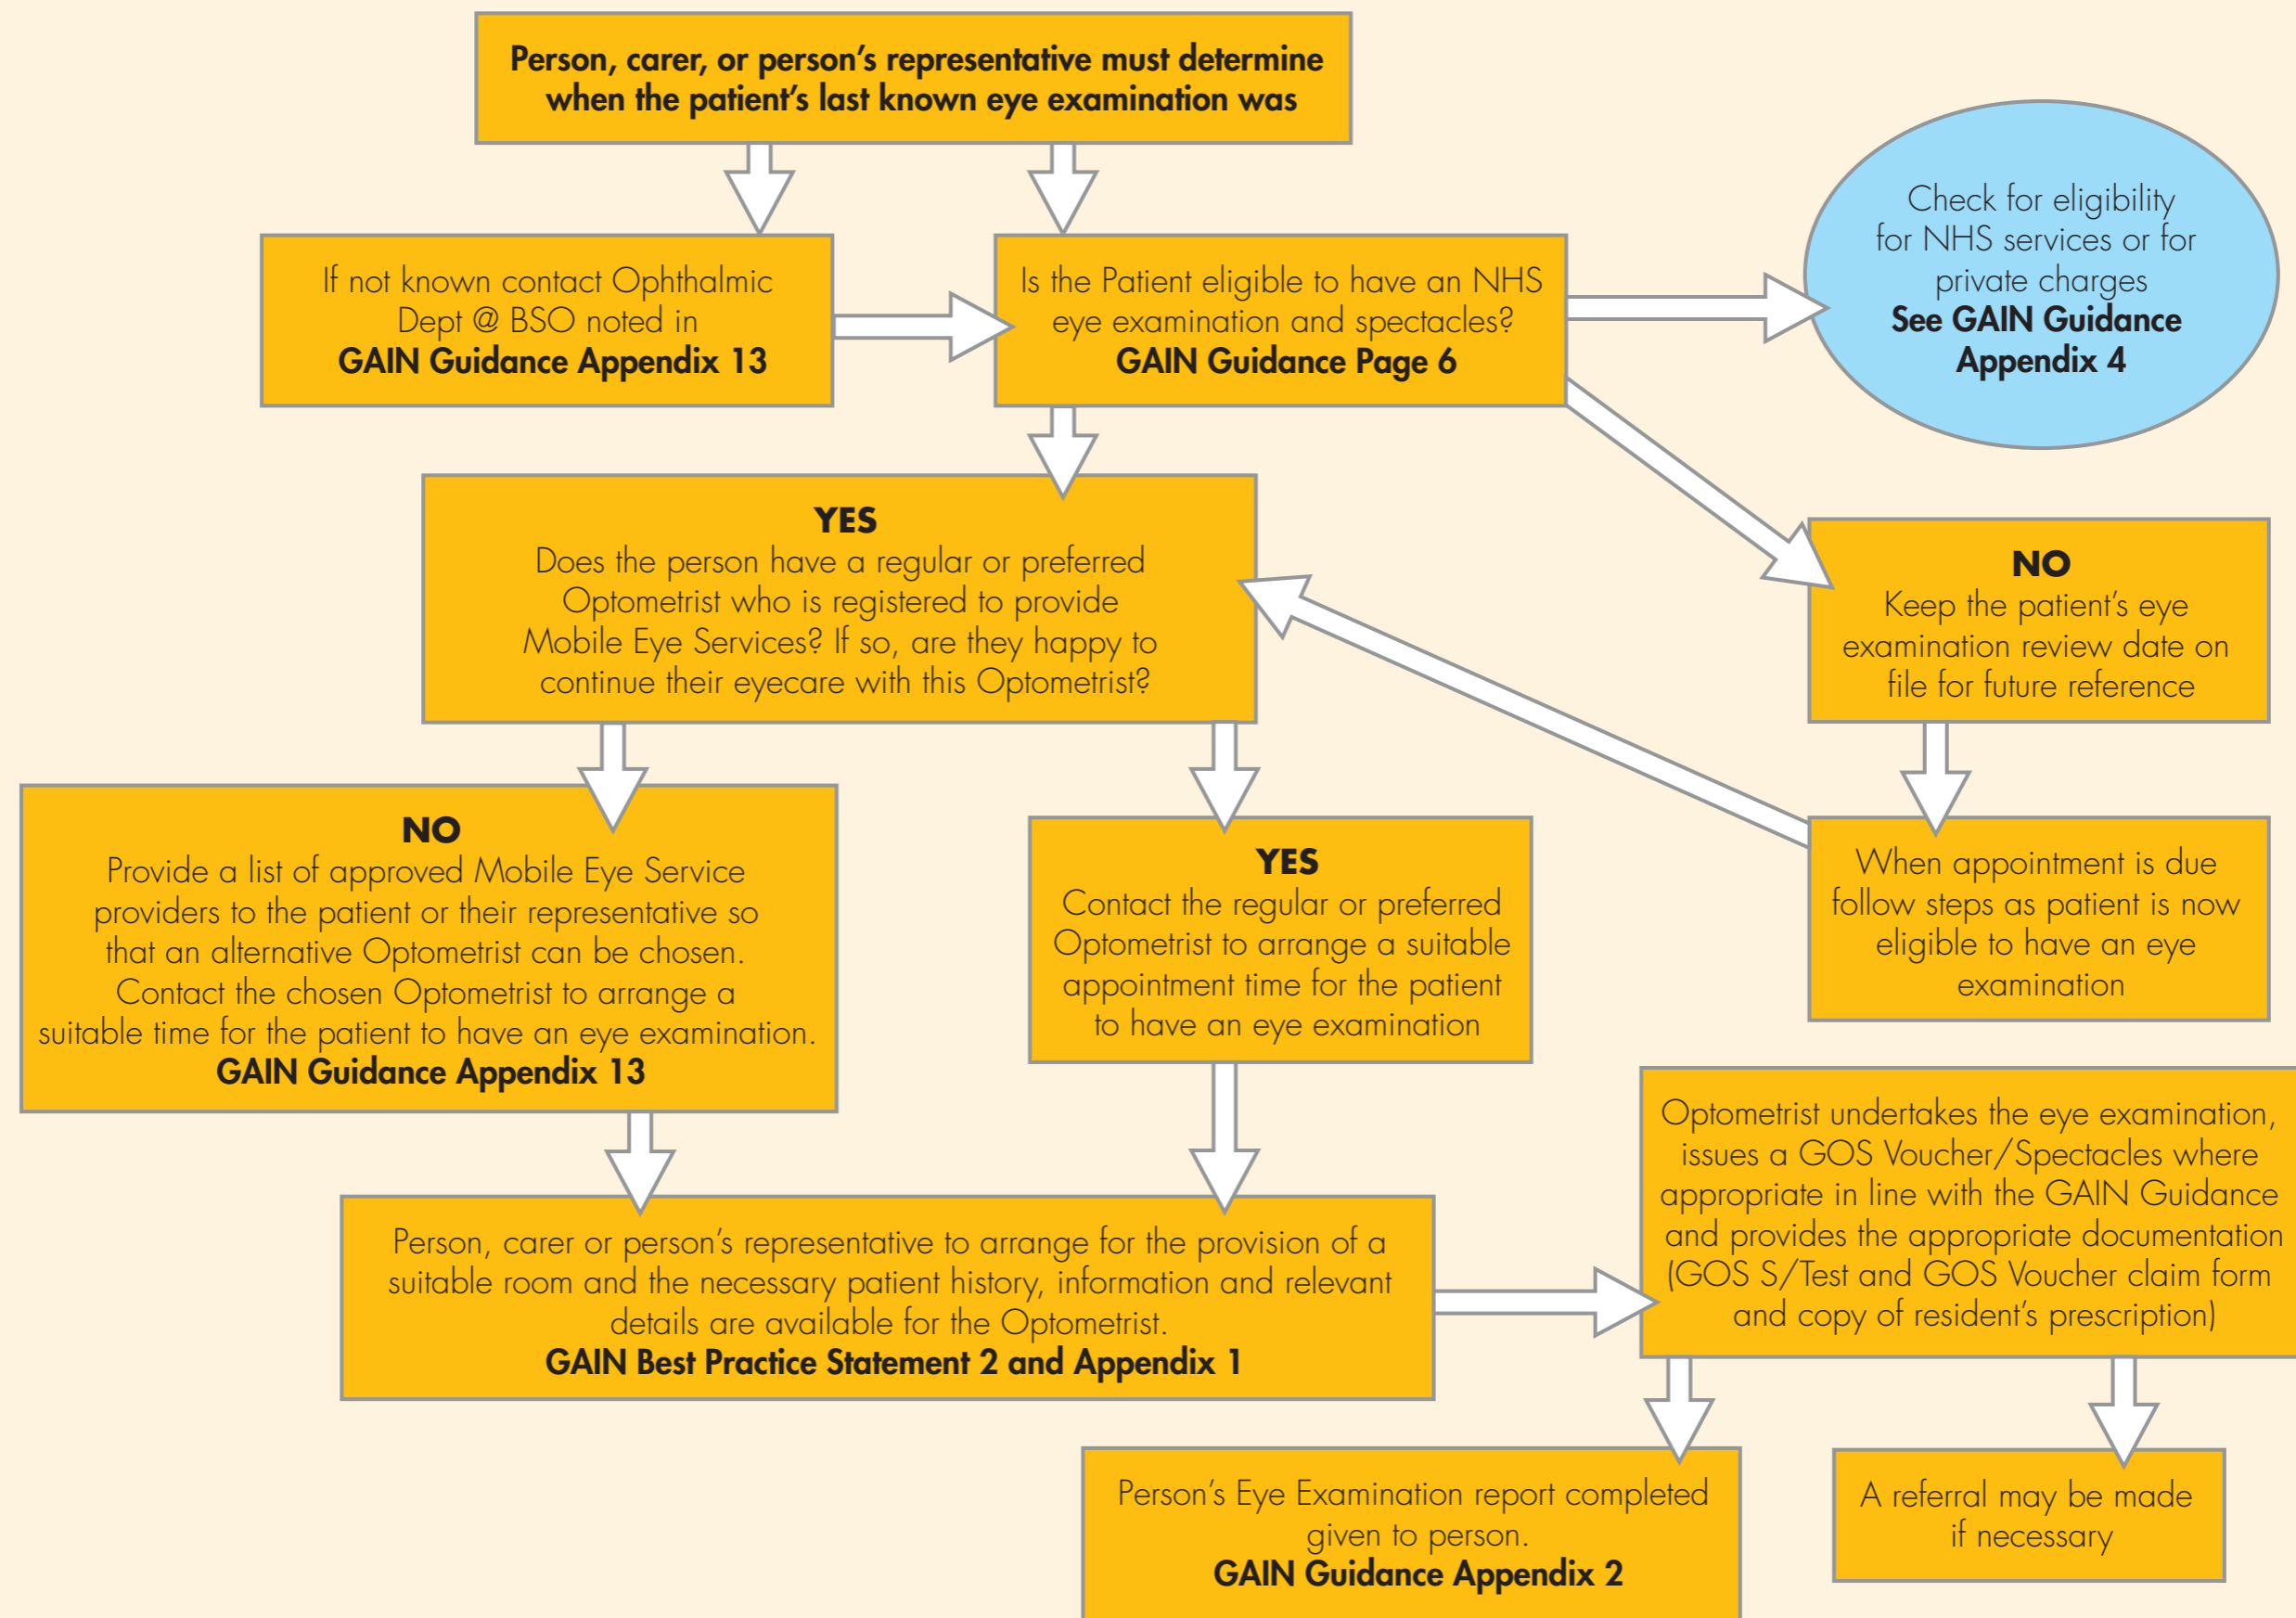 Person, carer, or person's representative must determine
when the patient's last known eye examination was
If not known contact Ophthalmic
Dept @ BSO noted in
GAIN Guidance Appendix 13
Is the Patient eligible to have an NHS
eye examination and spectacles?
GAIN Guidance Page 6
Check for eligibility
for NHS services or for
private charges
See GAIN Guidance
Appendix 4
YES
Does the person have a regular or preferred
Optometrist who is registered to provide
Mobile Eye Services? If so, are they happy to
continue their eyecare with this Optometrist?
NO
Keep the patient's eye
examination review date on
file for future reference
NO
Provide a list of approved Mobile Eye Service
providers to the patient or their representative so
that an alternative Optometrist can be chosen.
Contact the chosen Optometrist to arrange a
suitable time for the patient to have an eye examination.
GAIN Guidance Appendix 13
YES
Contact the regular or preferred
Optometrist to arrange a suitable
appointment time for the patient
to have an eye examination
When appointment is due
follow steps as patient is now
eligible to have an eye
examination
Person, carer or person's representative to arrange for the provision of a
suitable room and the necessary patient history, information and relevant
details are available for the Optometrist.
GAIN Best Practice Statement 2 and Appendix 1
Optometrist undertakes the eye examination,
issues a GOS Voucher/Spectacles where
appropriate in line with the GAIN Guidance
and provides the appropriate documentation
(GOS S/Test and GOS Voucher claim form
and copy of resident's prescription)
Person's Eye Examination report completed
given to person.
GAIN Guidance Appendix 2
A referral may be made
if necessary